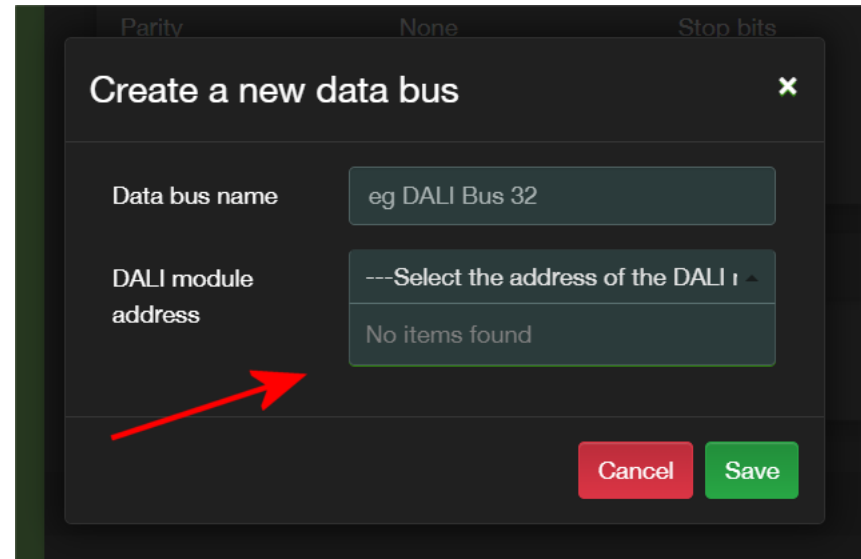 Parity None Stop bits
Create a new data bus ×
Data bus name eg DALI Bus 32
DALI module address ---Select the address of the DALI
No items found
Cancel Save